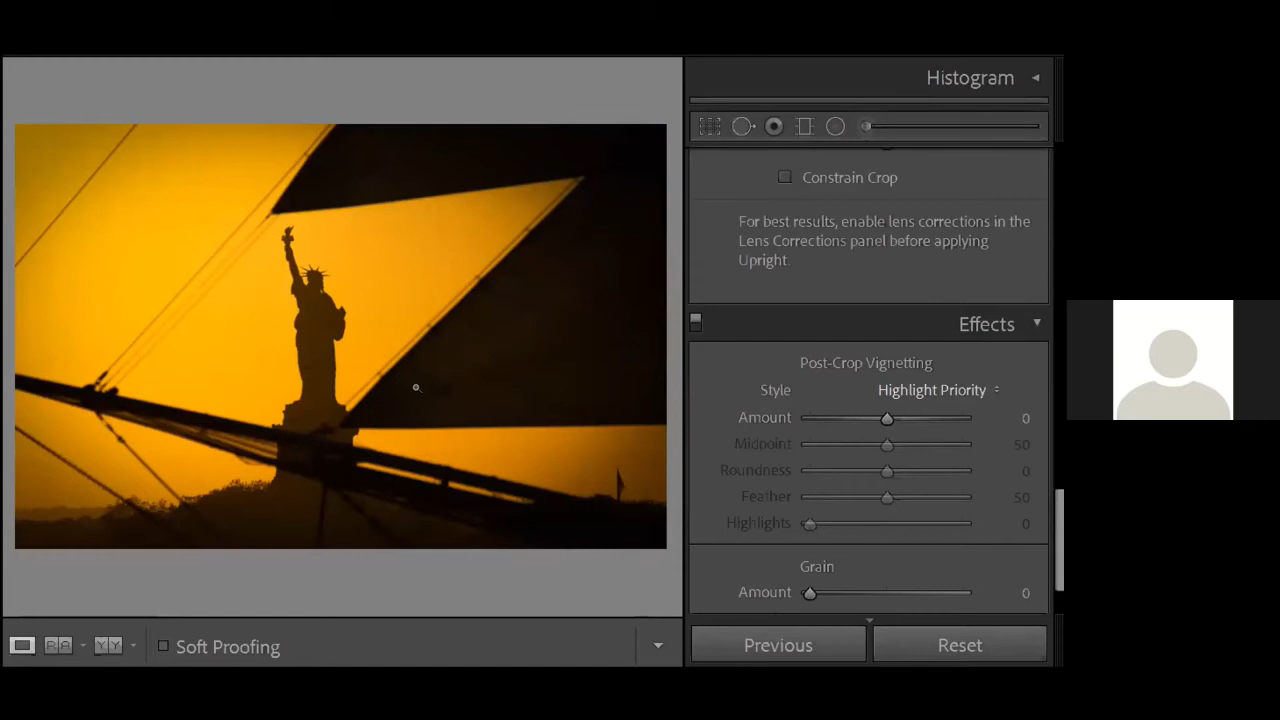 Histogram
Constrain Crop
For best results, enable lens corrections in the
Lens Corrections panel before applying
Upright.
Effects
Post-Crop Vignetting
Style Highlight Priority
Amount 0
Midpoint 50
Roundness 0
Feather 50
Highlights 0
Grain
Amount 0
Previous Reset
R A Y Y Soft Proofing